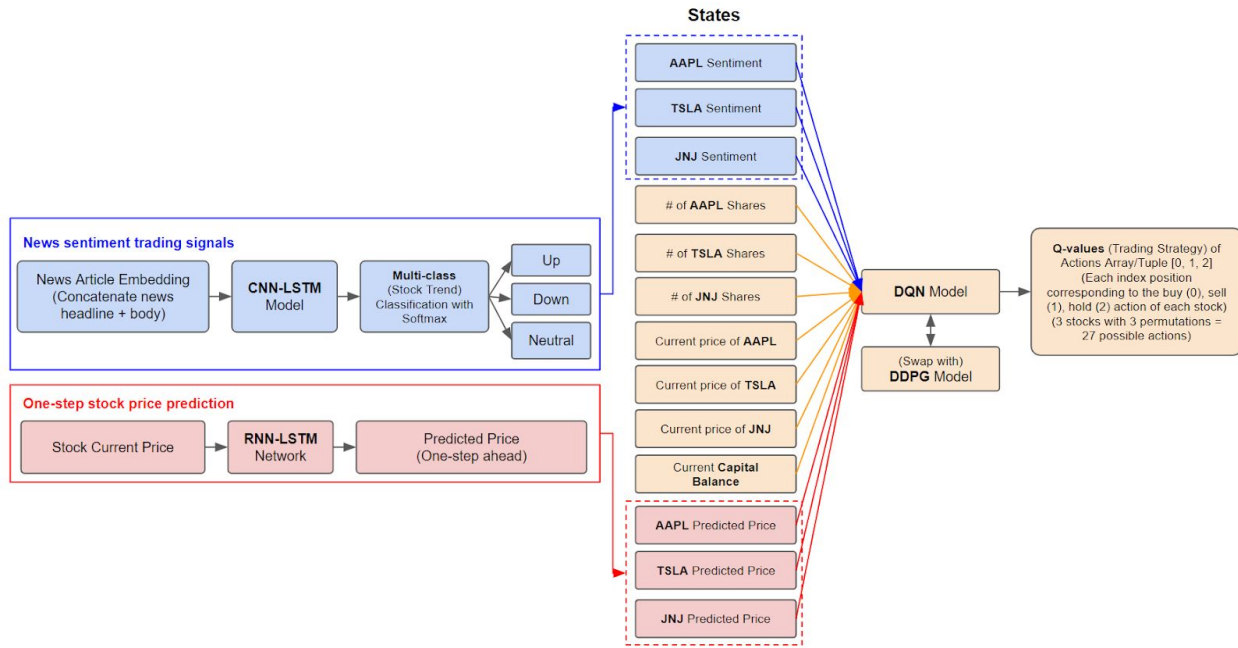 States
AAPL Sentiment
TSLA Sentiment
JNJ Sentiment
# of AAPL Shares
# of TSLA Shares
# of JNJ Shares
Current price of AAPL
Current price of TSLA
Current price of JNJ
Current Capital
Balance
AAPL Predicted Price
TSLA Predicted Price
JNJ Predicted Price
News sentiment trading signals
News Article Embedding
(Concatenate news
headline + body)
CNN-LSTM
Model
Multi-class
(Stock Trend)
Classification with
Softmax
Up
Down
Neutral
One-step stock price prediction
Stock Current Price
RNN-LSTM
Network
Predicted Price
(One-step ahead)
DQN Model
(Swap with)
DDPG Model
Q-values (Trading Strategy) of
Actions Array/Tuple [0, 1, 2]
(Each index position
corresponding to the buy (0), sell
(1), hold (2) action of each stock)
(3 stocks with 3 permutations =
27 possible actions)